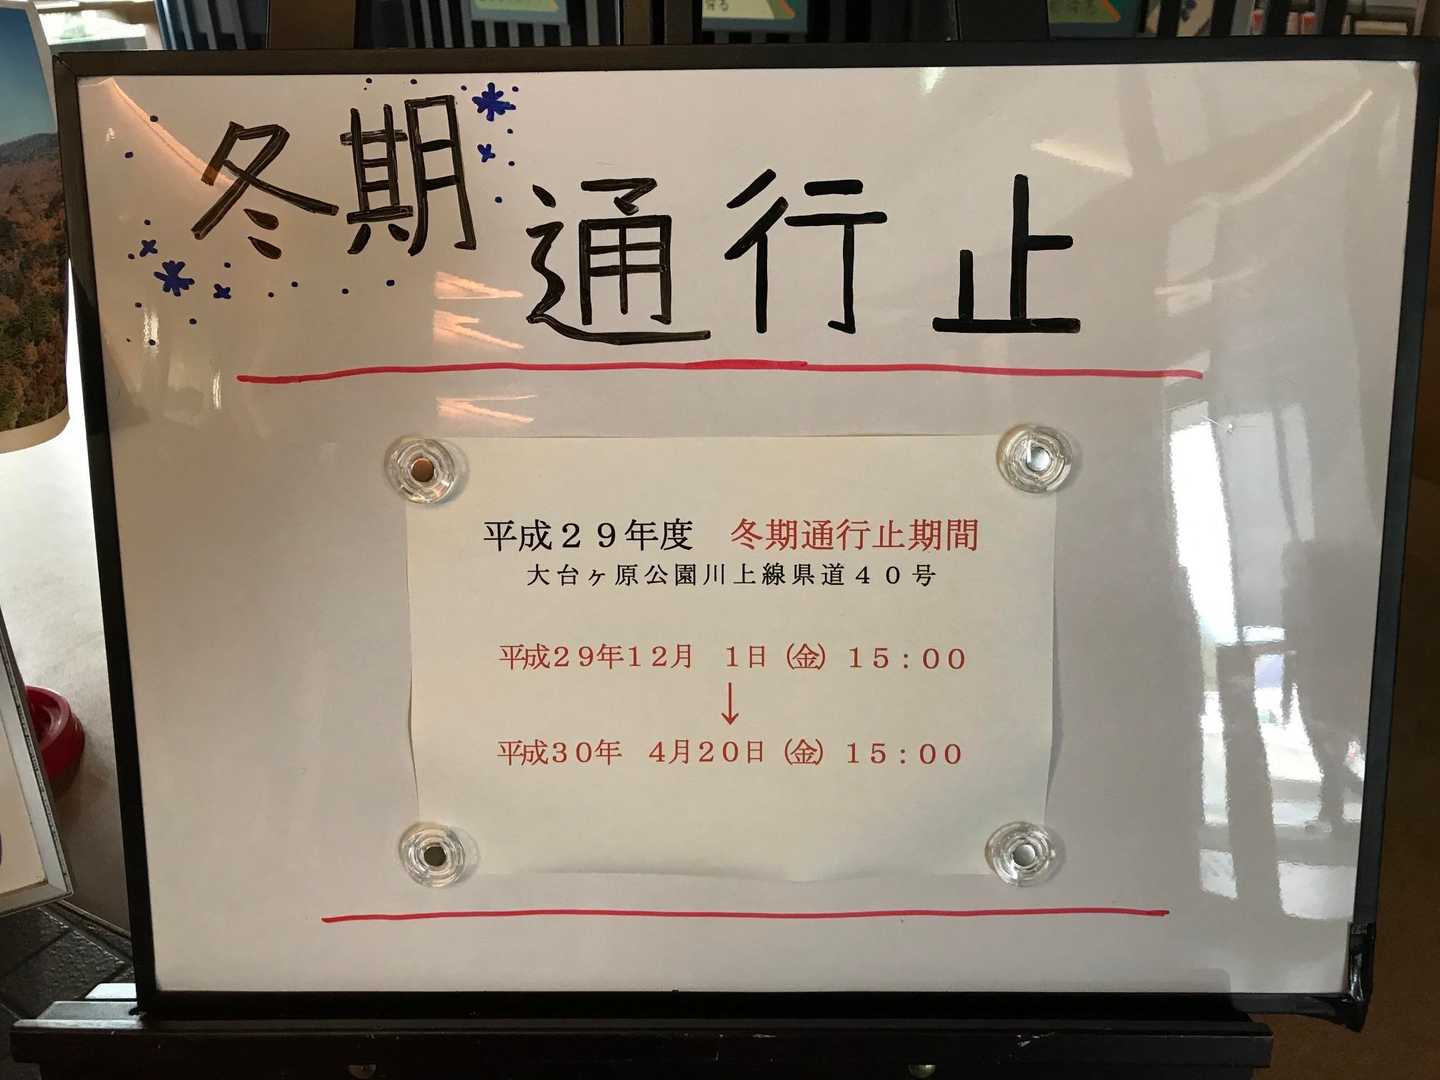 冬期
通行止
平成２９年度　冬期通行止期間
大台ヶ原公園川上線県道４０号
平成２９年１２月　１日（金）１５：００
↓
平成３０年　４月２０日（金）１５：００